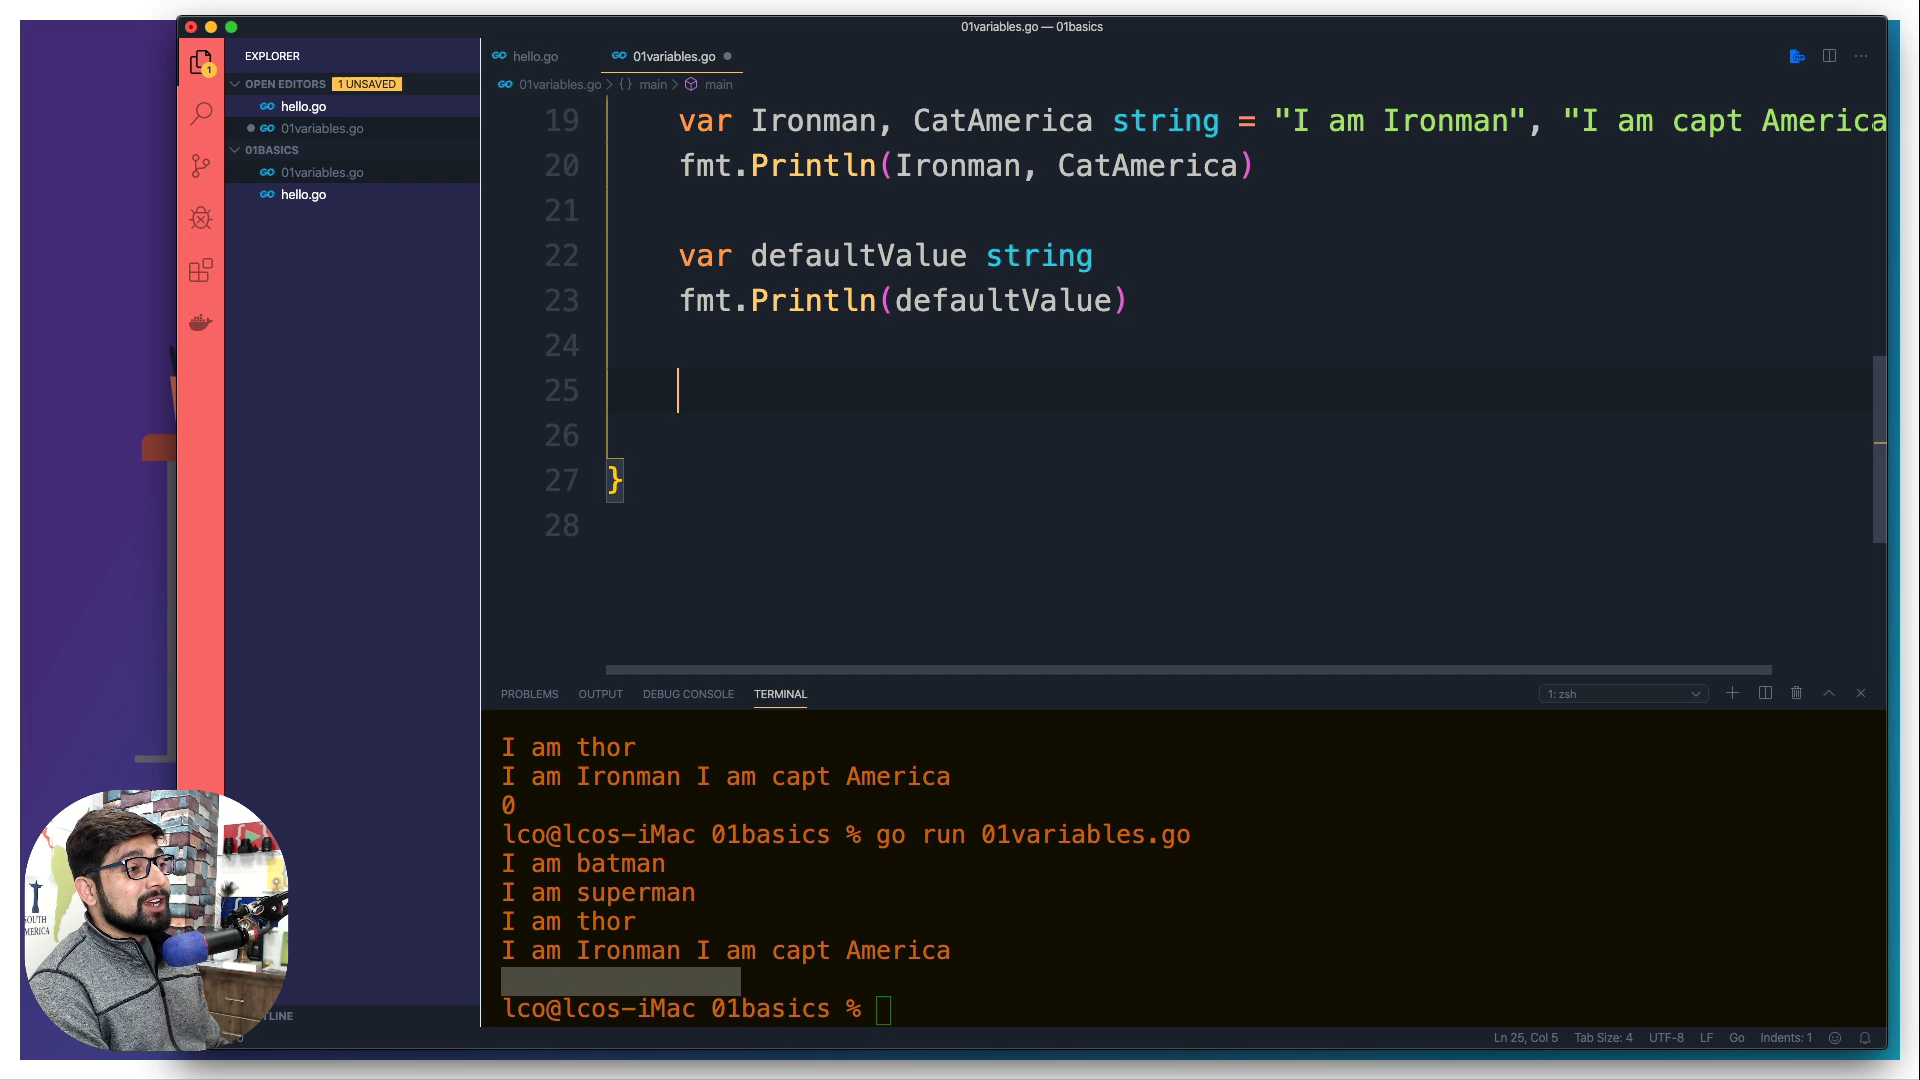 01variables.go — 01basics
EXPLORER
OPEN EDITORS 1 UNSAVED
hello.go
01variables.go
01BASICS
01variables.go
hello.go
hello.go
01variables.go
01variables.go > {} main > main
19 var Ironman, CatAmerica string = "I am Ironman", "I am capt America
20 fmt.Println(Ironman, CatAmerica)
21
22 var defaultValue string
23 fmt.Println(defaultValue)
24
25
26
27 }
28
PROBLEMS OUTPUT DEBUG CONSOLE TERMINAL
1: zsh
I am thor
I am Ironman I am capt America
0
lco@lcos-iMac 01basics % go run 01variables.go
I am batman
I am superman
I am thor
I am Ironman I am capt America
lco@lcos-iMac 01basics %
TLINE
SOUTH
MERICA
Ln 25, Col 5 Tab Size: 4 UTF-8 LF Go Indents: 1